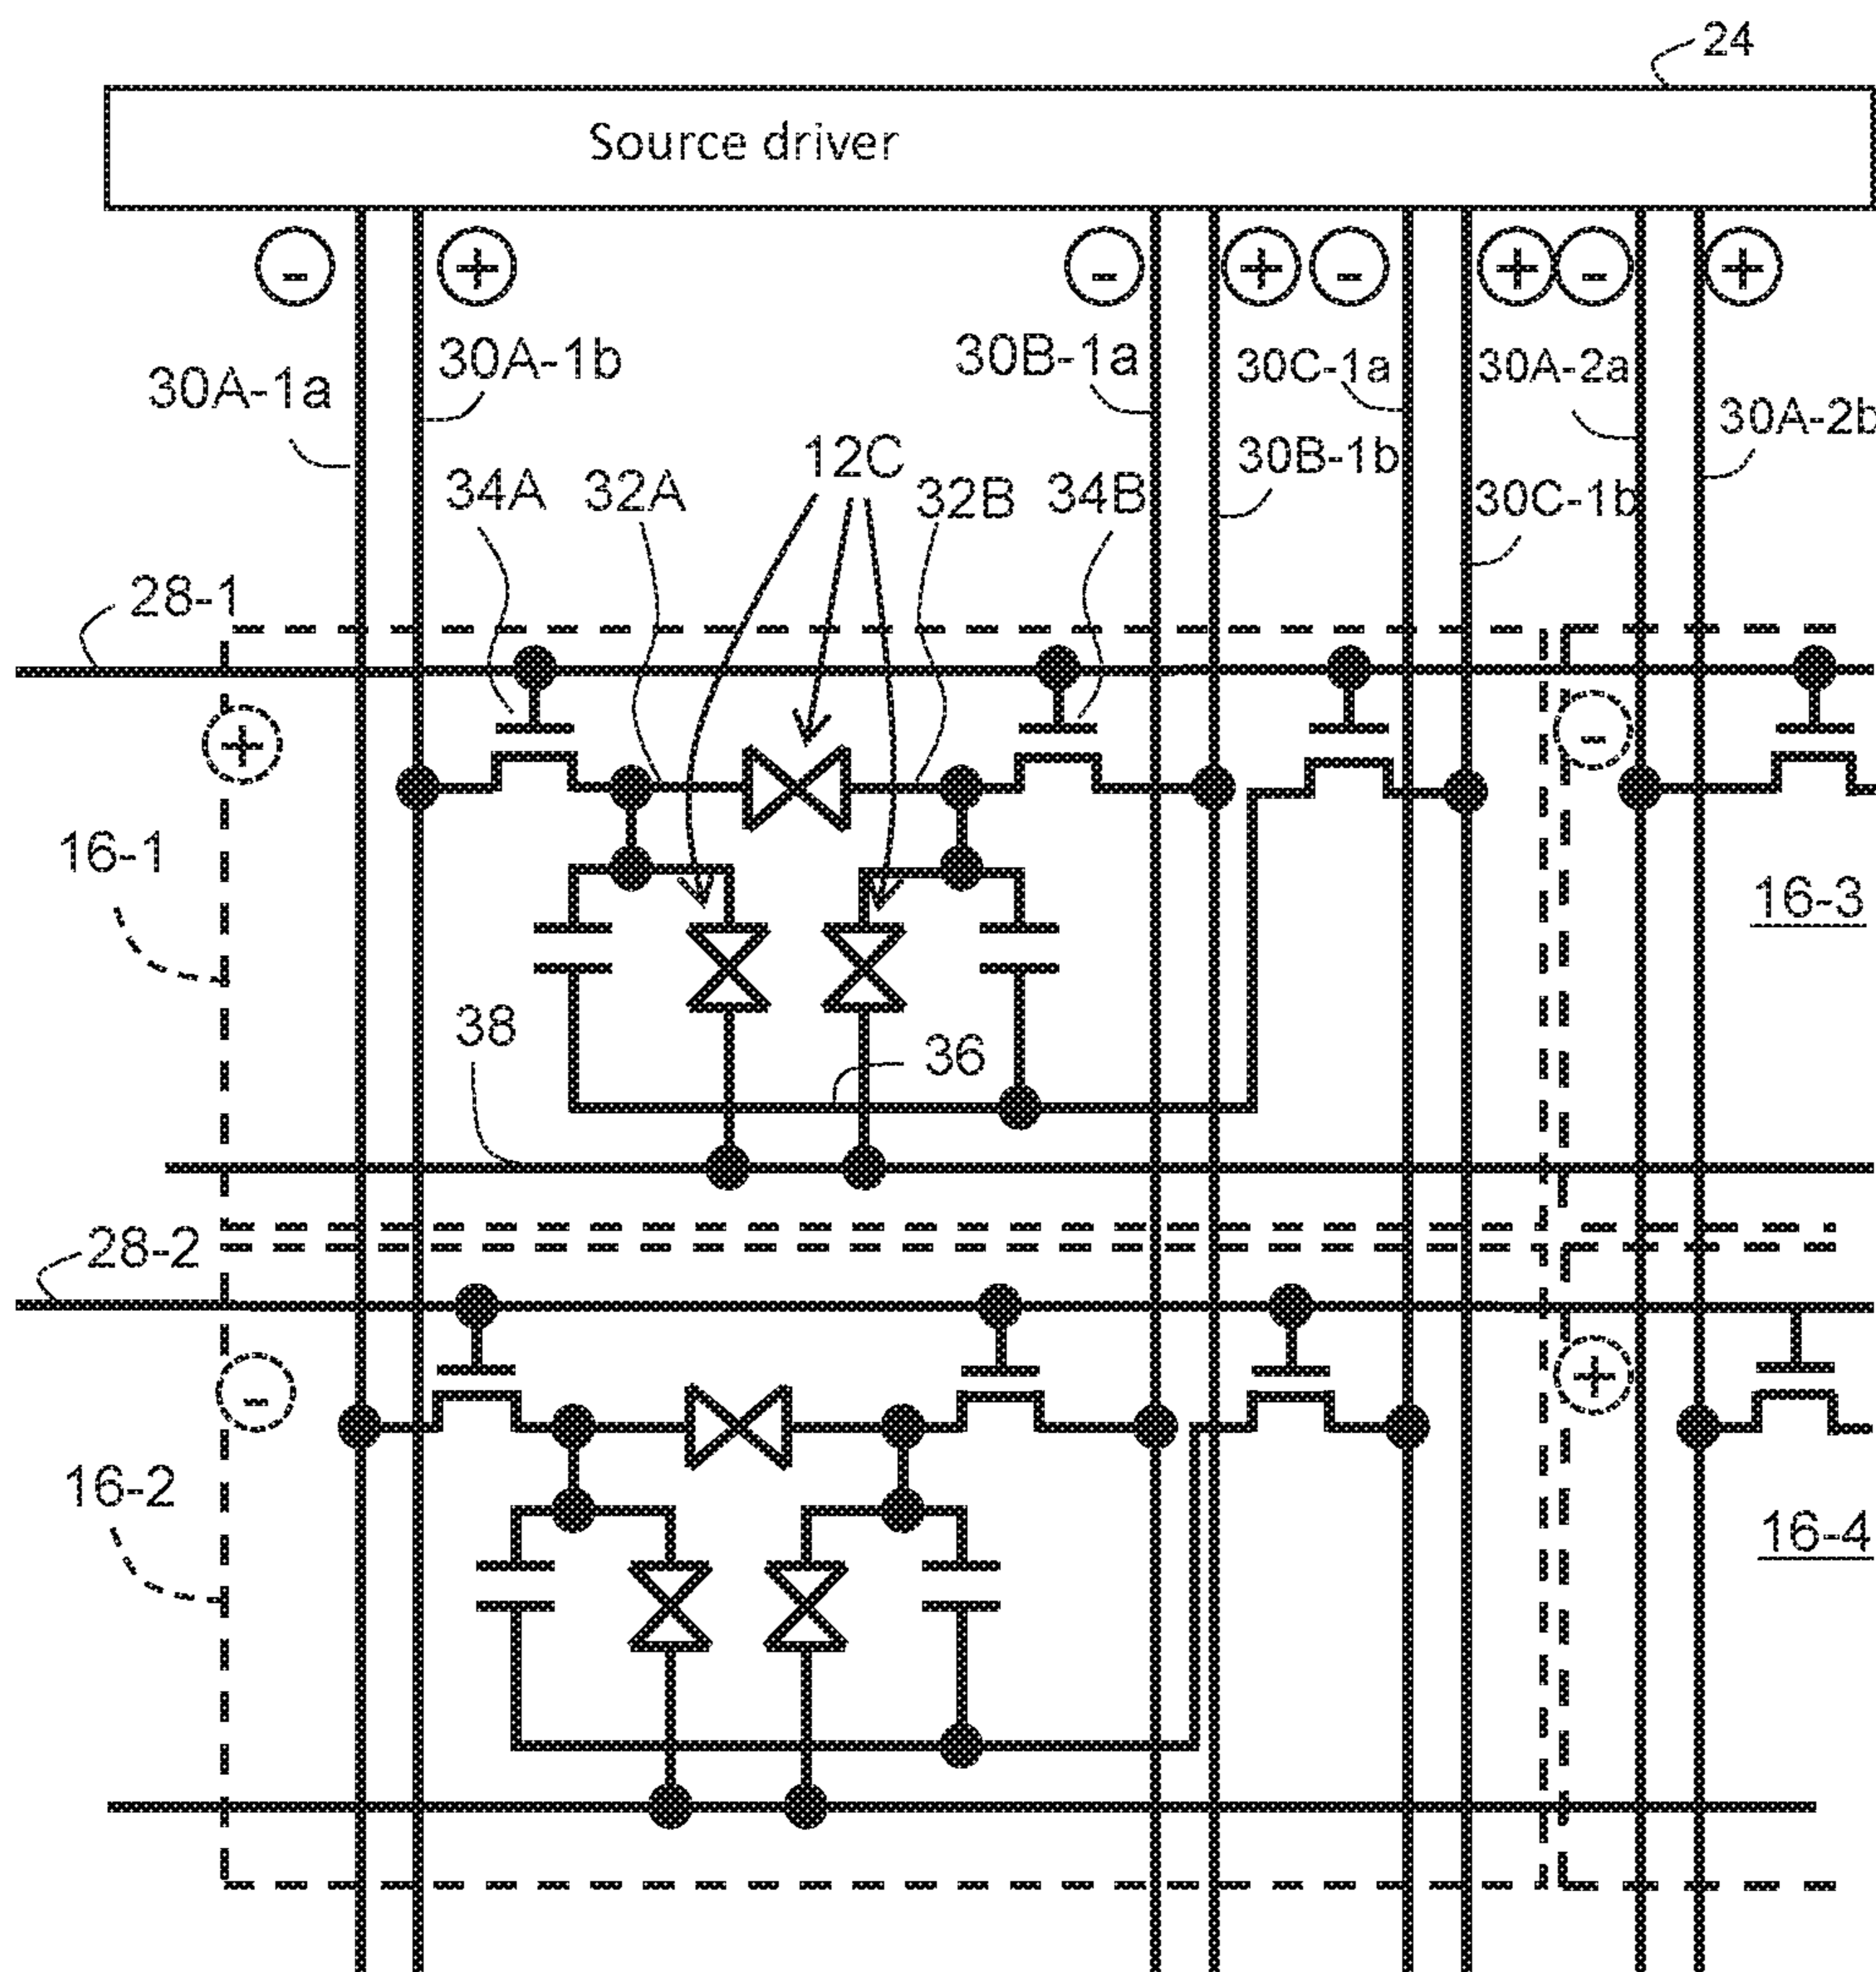 24
Source driver
- + - + - + - +
30A-1a
30A-1b
30B-1a
30C-1a
30A-2a
30A-2b
30B-1b
30C-1b
34A
32A
12C
32B
34B
28-1
+
-
16-1
16-3
38
36
28-2
-
+
16-2
16-4